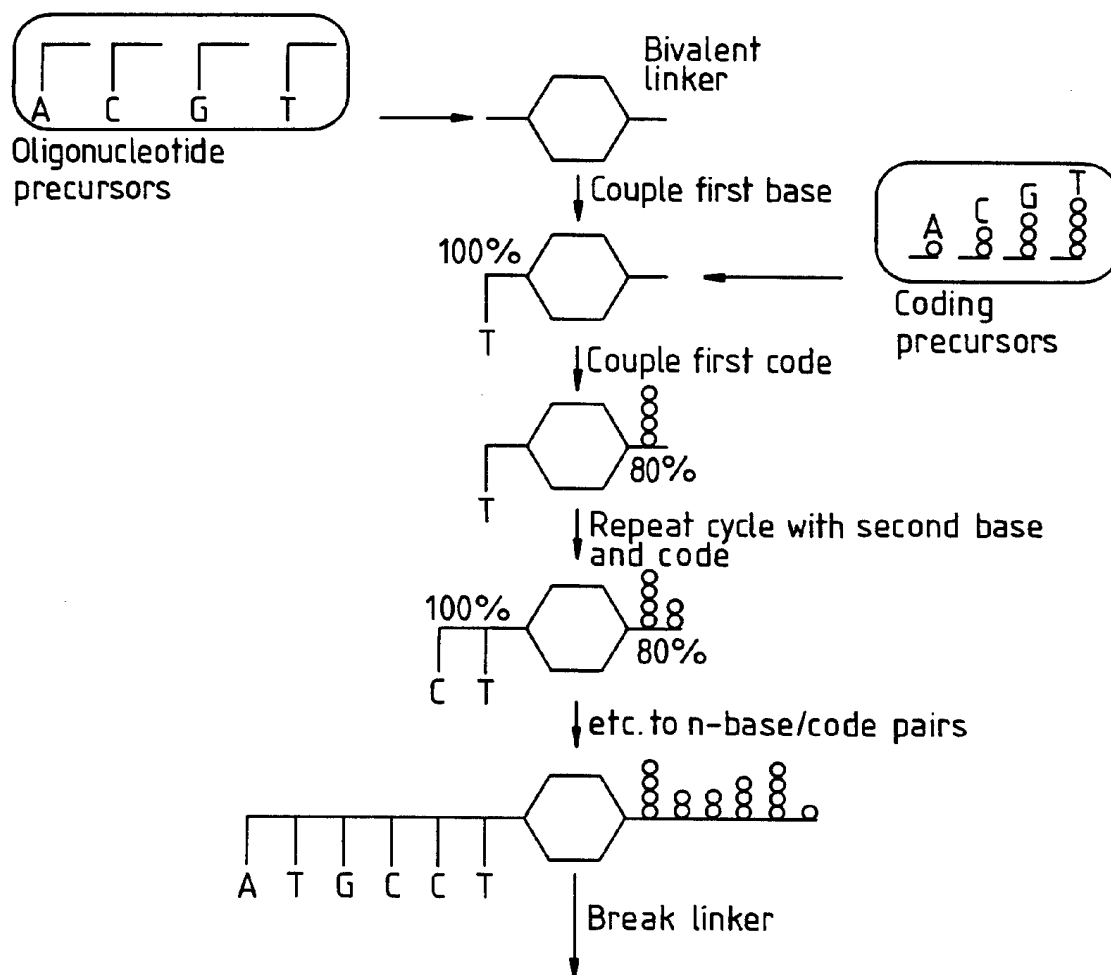 A C G T
Oligonucleotide
precursors
Bivalent
linker
Couple first base
A C G T
Coding
precursors
100%
T
Couple first code
80%
T
Repeat cycle with second base
and code
100%
80%
C T
etc. to n-base/code pairs
A T G C C T
Break linker